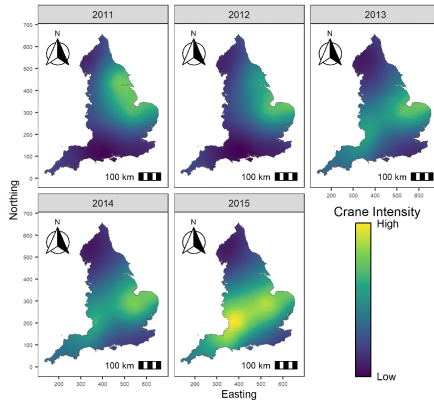 2011 2012 2013
N N N
700
600
500
400
300
200
100
0
100 km 100 km 100 km
200 300 400 500 600
2014 2015
Crane Intensity
N N
High
700
600
500
400
300
200
100
0
100 km 100 km
Low
200 300 400 500 600 200 300 400 500 600
Northing
Easting